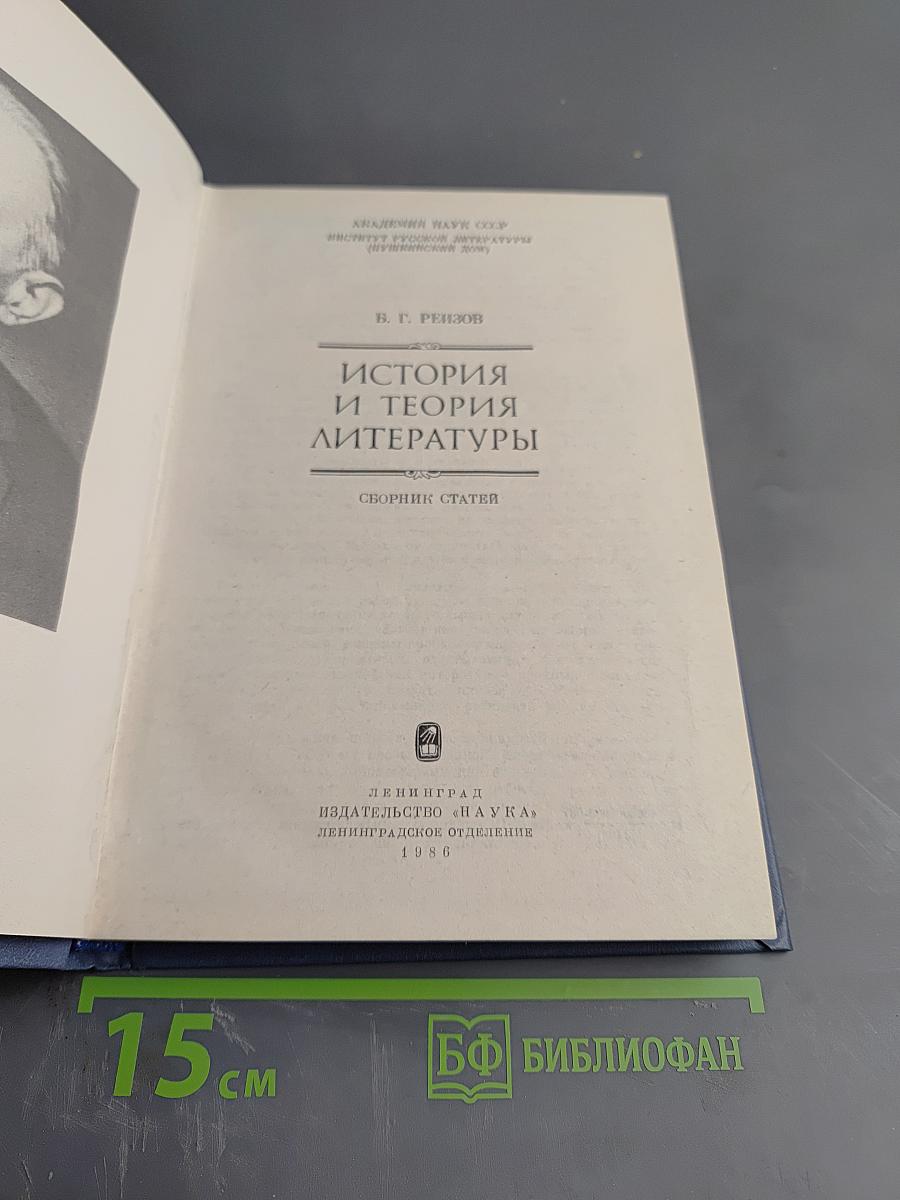 АКАДЕМИЯ НАУК СССР
ИНСТИТУТ РУССКОЙ ЛИТЕРАТУРЫ
(ПУШКИНСКИЙ ДОМ)
Б. Г. РЕИЗОВ
ИСТОРИЯ
И ТЕОРИЯ
ЛИТЕРАТУРЫ
СБОРНИК СТАТЕЙ
ЛЕНИНГРАД
ИЗДАТЕЛЬСТВО «НАУКА»
ЛЕНИНГРАДСКОЕ ОТДЕЛЕНИЕ
1986
15 см
БФ БИБЛИОФАН